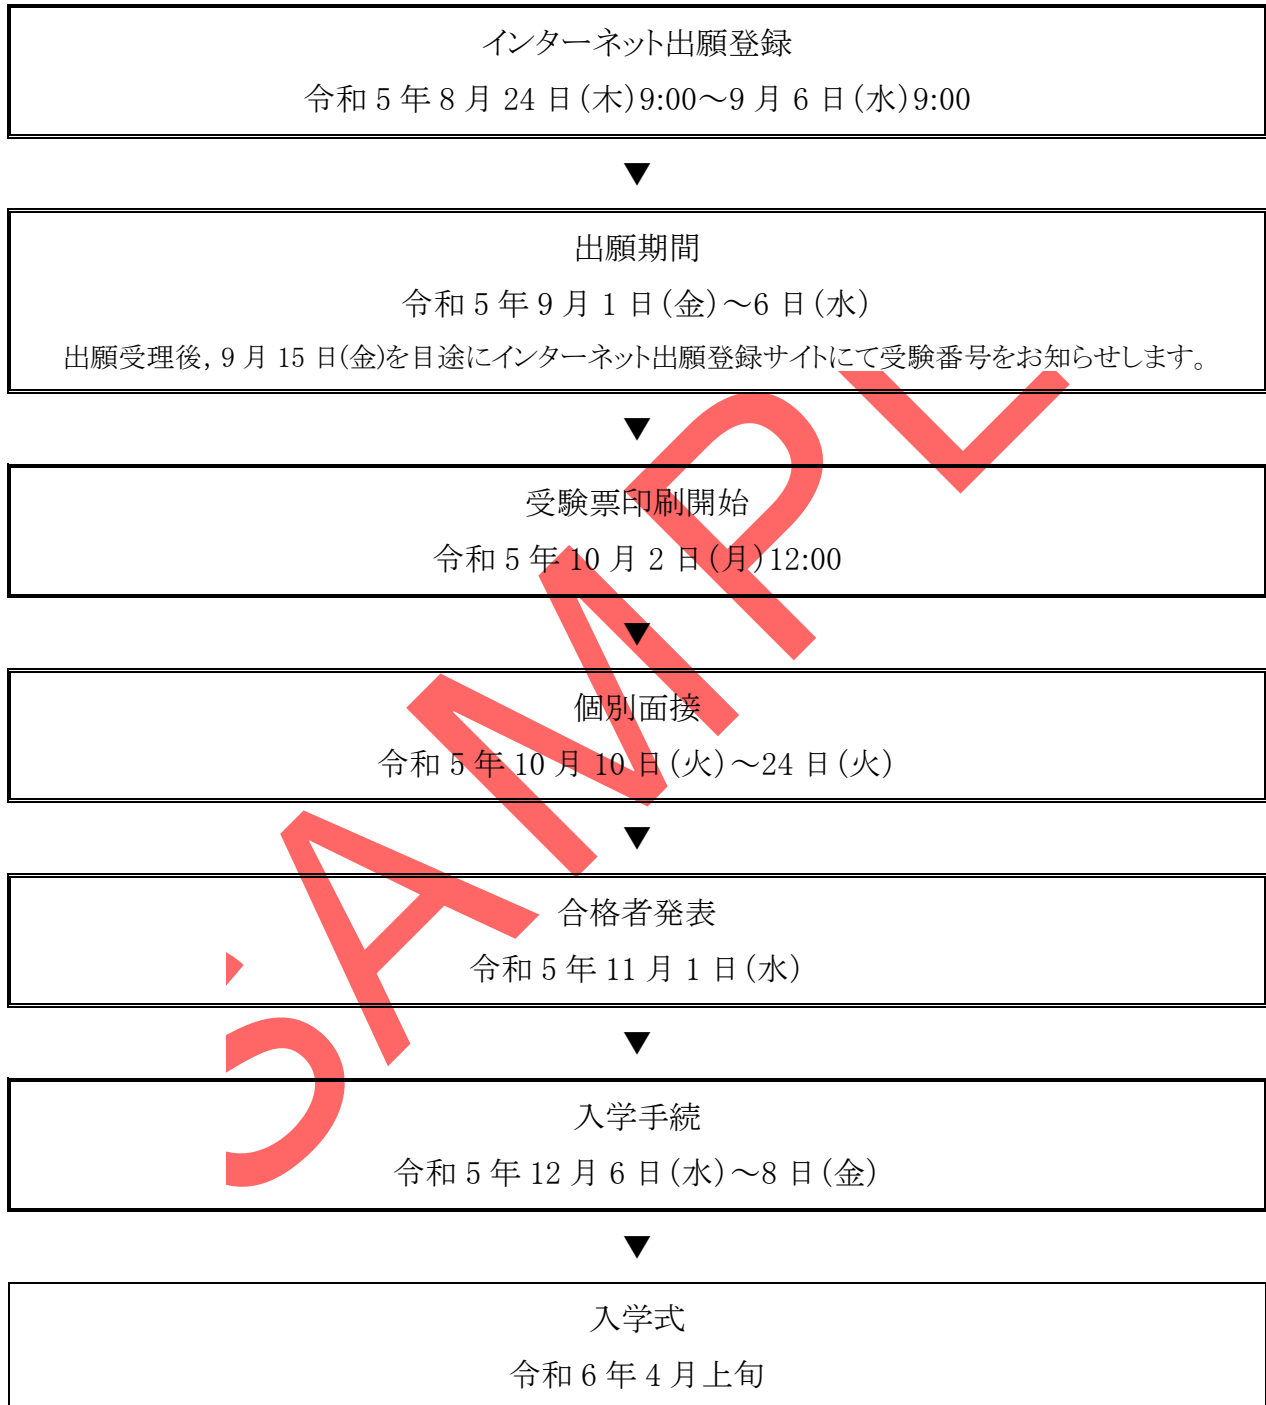 インターネット出願登録
令和 5 年 8 月 24 日(木)9:00～9 月 6 日(水)9:00
▼
出願期間
令和 5 年 9 月 1 日(金)～6 日(水)
出願受理後, 9 月 15 日(金)を目途にインターネット出願登録サイトにて受験番号をお知らせします。
▼
受験票印刷開始
令和 5 年 10 月 2 日(月)12:00
▼
個別面接
令和 5 年 10 月 10 日(火)～24 日(火)
▼
合格者発表
令和 5 年 11 月 1 日(水)
▼
入学手続
令和 5 年 12 月 6 日(水)～8 日(金)
▼
入学式
令和 6 年 4 月上旬
SAMPL